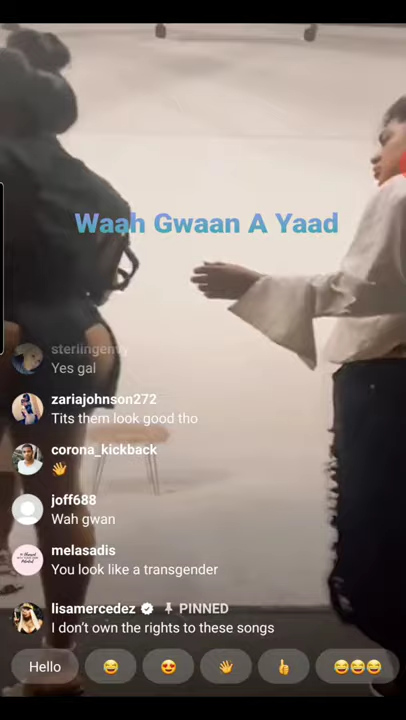 Waah Gwaan A Yaad
sterlingenvy
Yes gal
zariajohnson272
Tits them look good tho
corona_kickback
👋
joff688
Wah gwan
melasadis
You look like a transgender
lisamercedez PINNED
I don't own the rights to these songs
Hello 😂 😍 👋 👍 😂😂😂